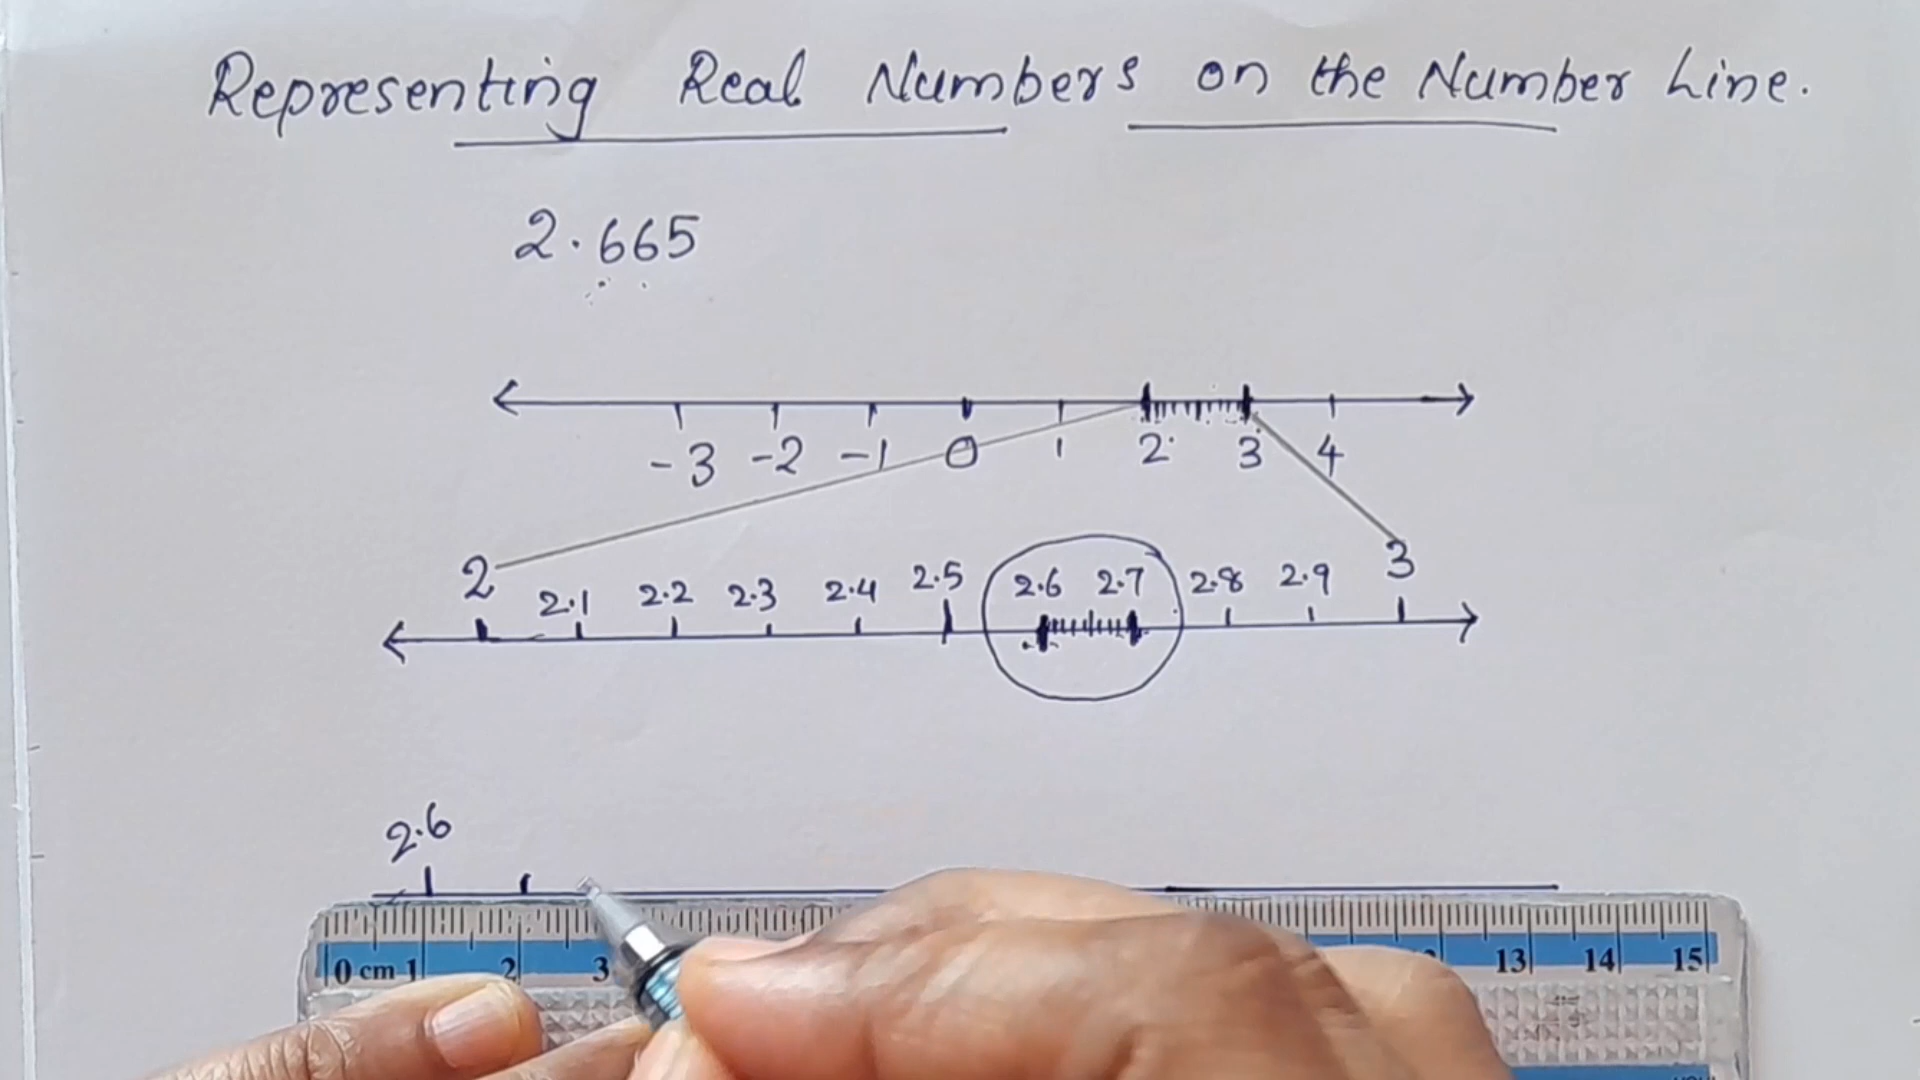 Representing Real Numbers on the Number Line.
2.665
-3 -2 -1 0 1 2 3 4
2 2.1 2.2 2.3 2.4 2.5 2.6 2.7 2.8 2.9 3
2.6
0 cm 1 2 3 13 14 15